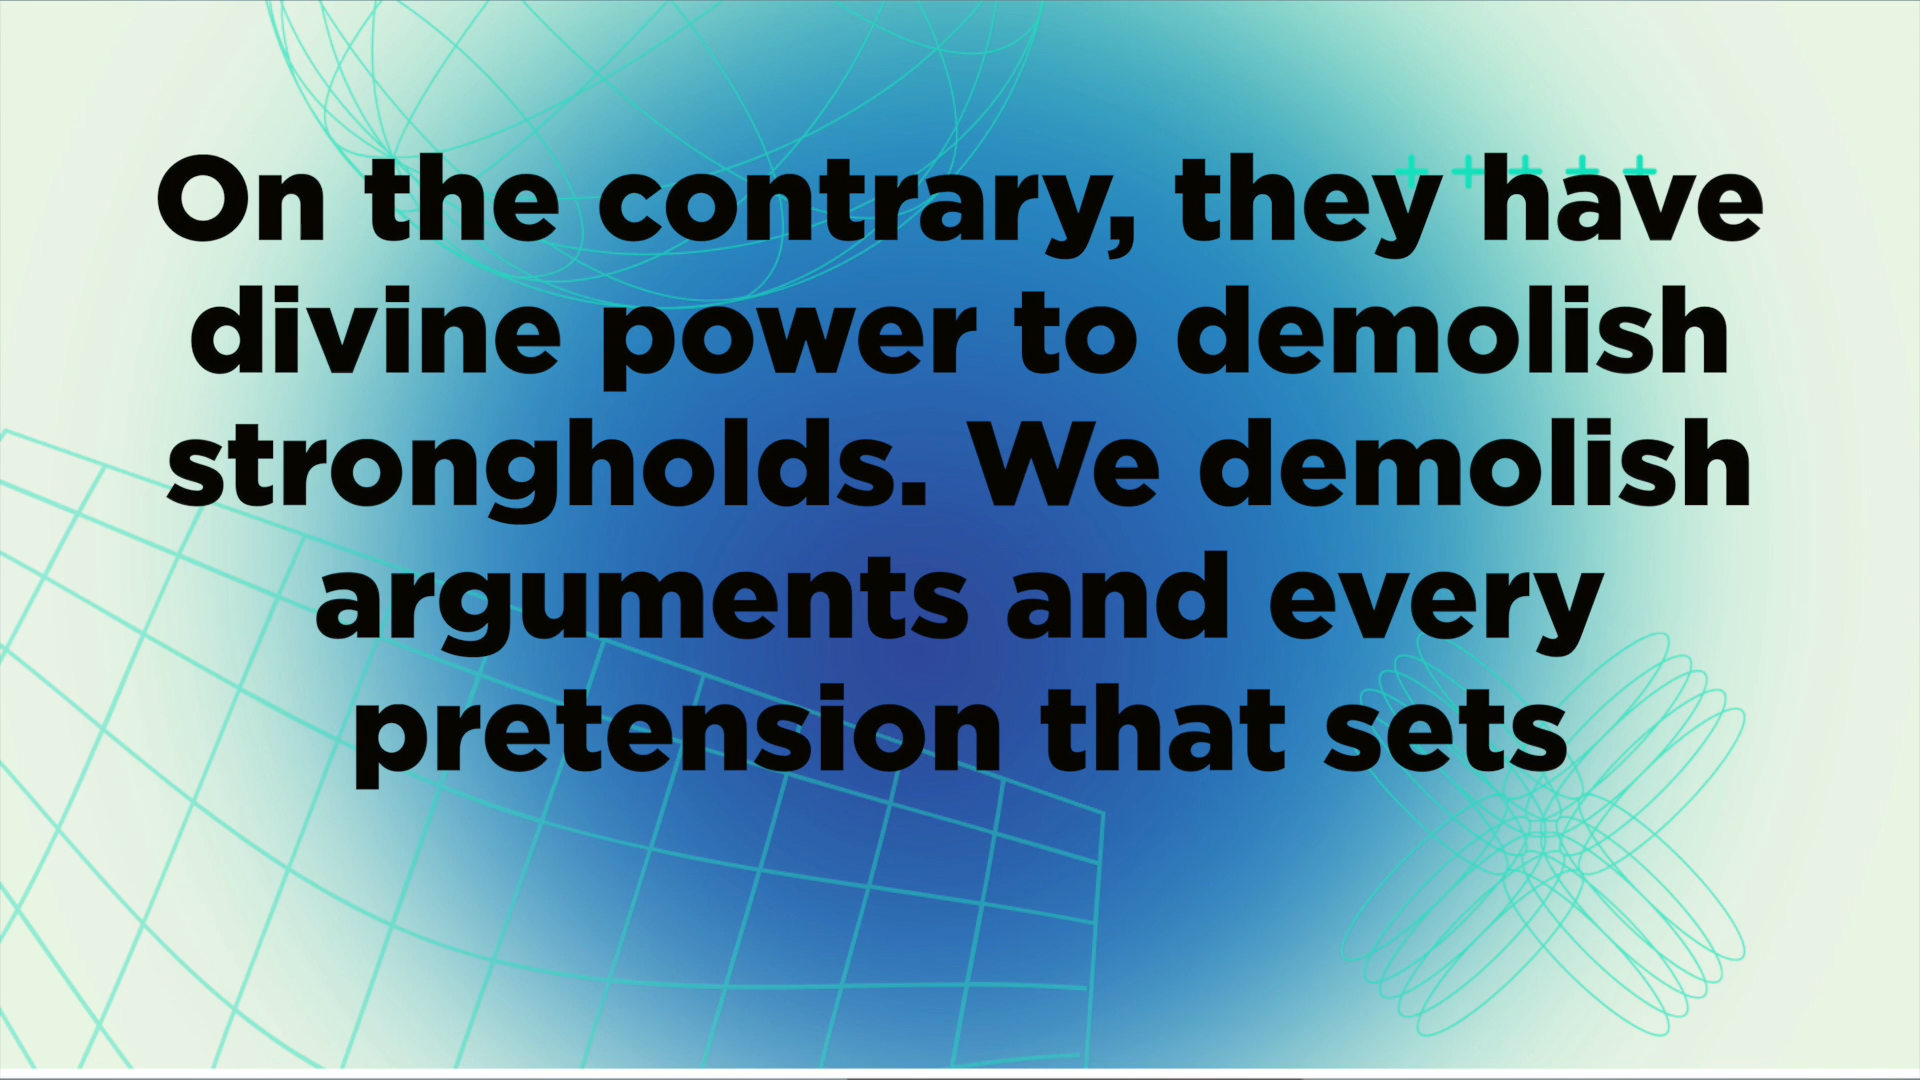 On the contrary, they have
divine power to demolish
strongholds. We demolish
arguments and every
pretension that sets